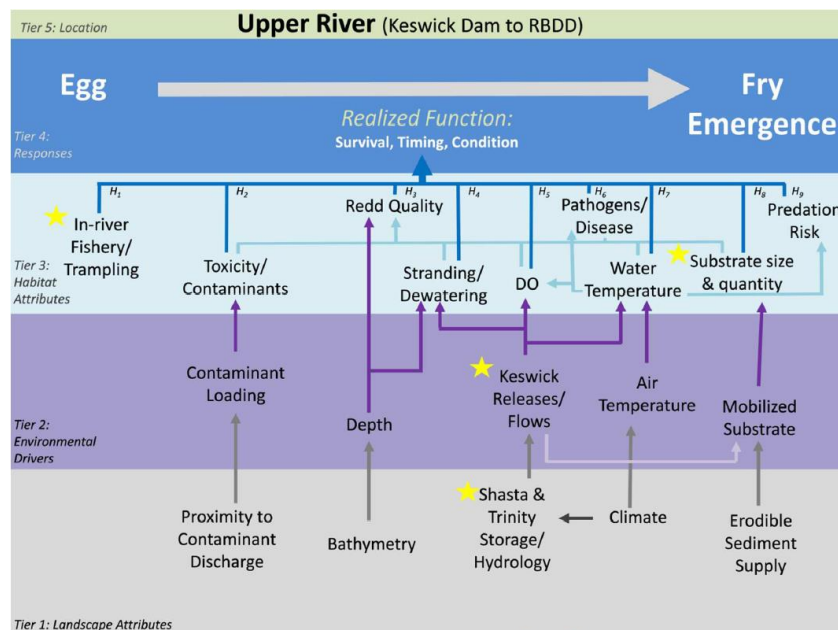 Tier 5: Location
Upper River (Keswick Dam to RBDD)
Egg
Fry
Emergence
Realized Function:
Survival, Timing, Condition
Tier 4:
Responses
H1
H2
H3
H4
H5
H6
H7
H8
H9
In-river
Fishery/
Trampling
Toxicity/
Contaminants
Redd Quality
Stranding/
Dewatering
DO
Pathogens/
Disease
Water
Temperature
Substrate size
& quantity
Predation
Risk
Tier 3:
Habitat
Attributes
Contaminant
Loading
Depth
Keswick
Releases/
Flows
Air
Temperature
Mobilized
Substrate
Tier 2:
Environmental
Drivers
Proximity to
Contaminant
Discharge
Bathymetry
Shasta &
Trinity
Storage/
Hydrology
Climate
Erodible
Sediment
Supply
Tier 1: Landscape Attributes